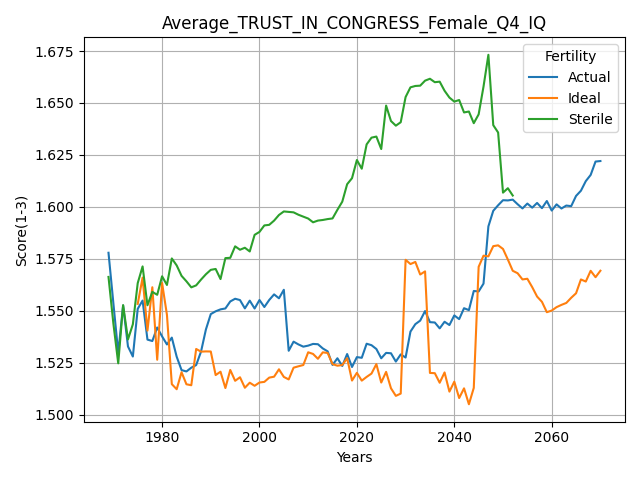 Average_TRUST_IN_CONGRESS_Female_Q4_IQ
Fertility
Actual
Ideal
Sterile
Score(1-3)
1.675
1.650
1.625
1.600
1.575
1.550
1.525
1.500
1980
2000
2020
2040
2060
Years